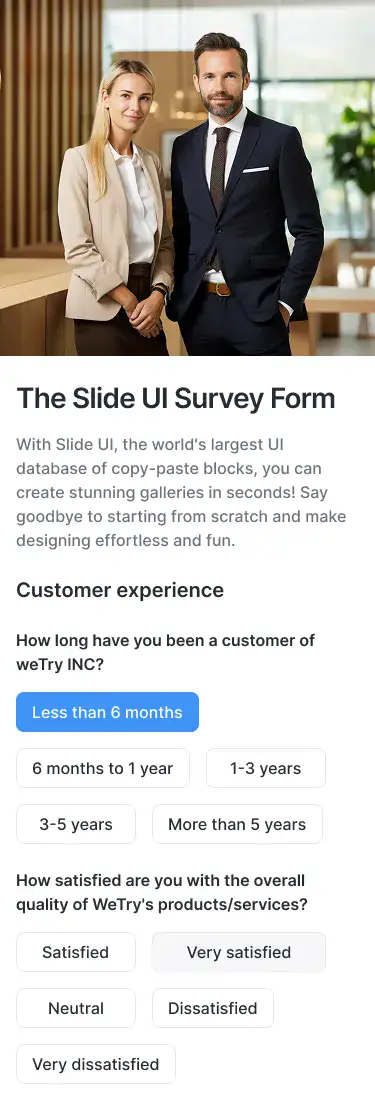 The Slide UI Survey Form
With Slide UI, the world's largest UI
database of copy-paste blocks, you can
create stunning galleries in seconds! Say
goodbye to starting from scratch and make
designing effortless and fun.
Customer experience
How long have you been a customer of
weTry INC?
Less than 6 months
6 months to 1 year
1-3 years
3-5 years
More than 5 years
How satisfied are you with the overall
quality of WeTry's products/services?
Satisfied
Very satisfied
Neutral
Dissatisfied
Very dissatisfied